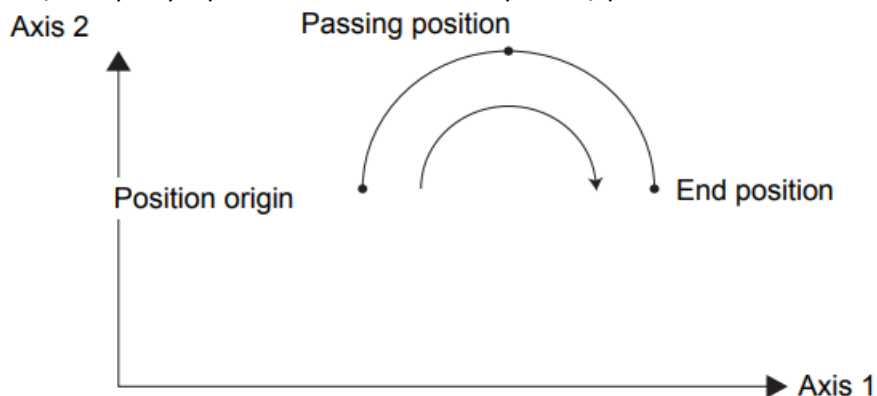 Axis 2
Passing position
Position origin
End position
Axis 1